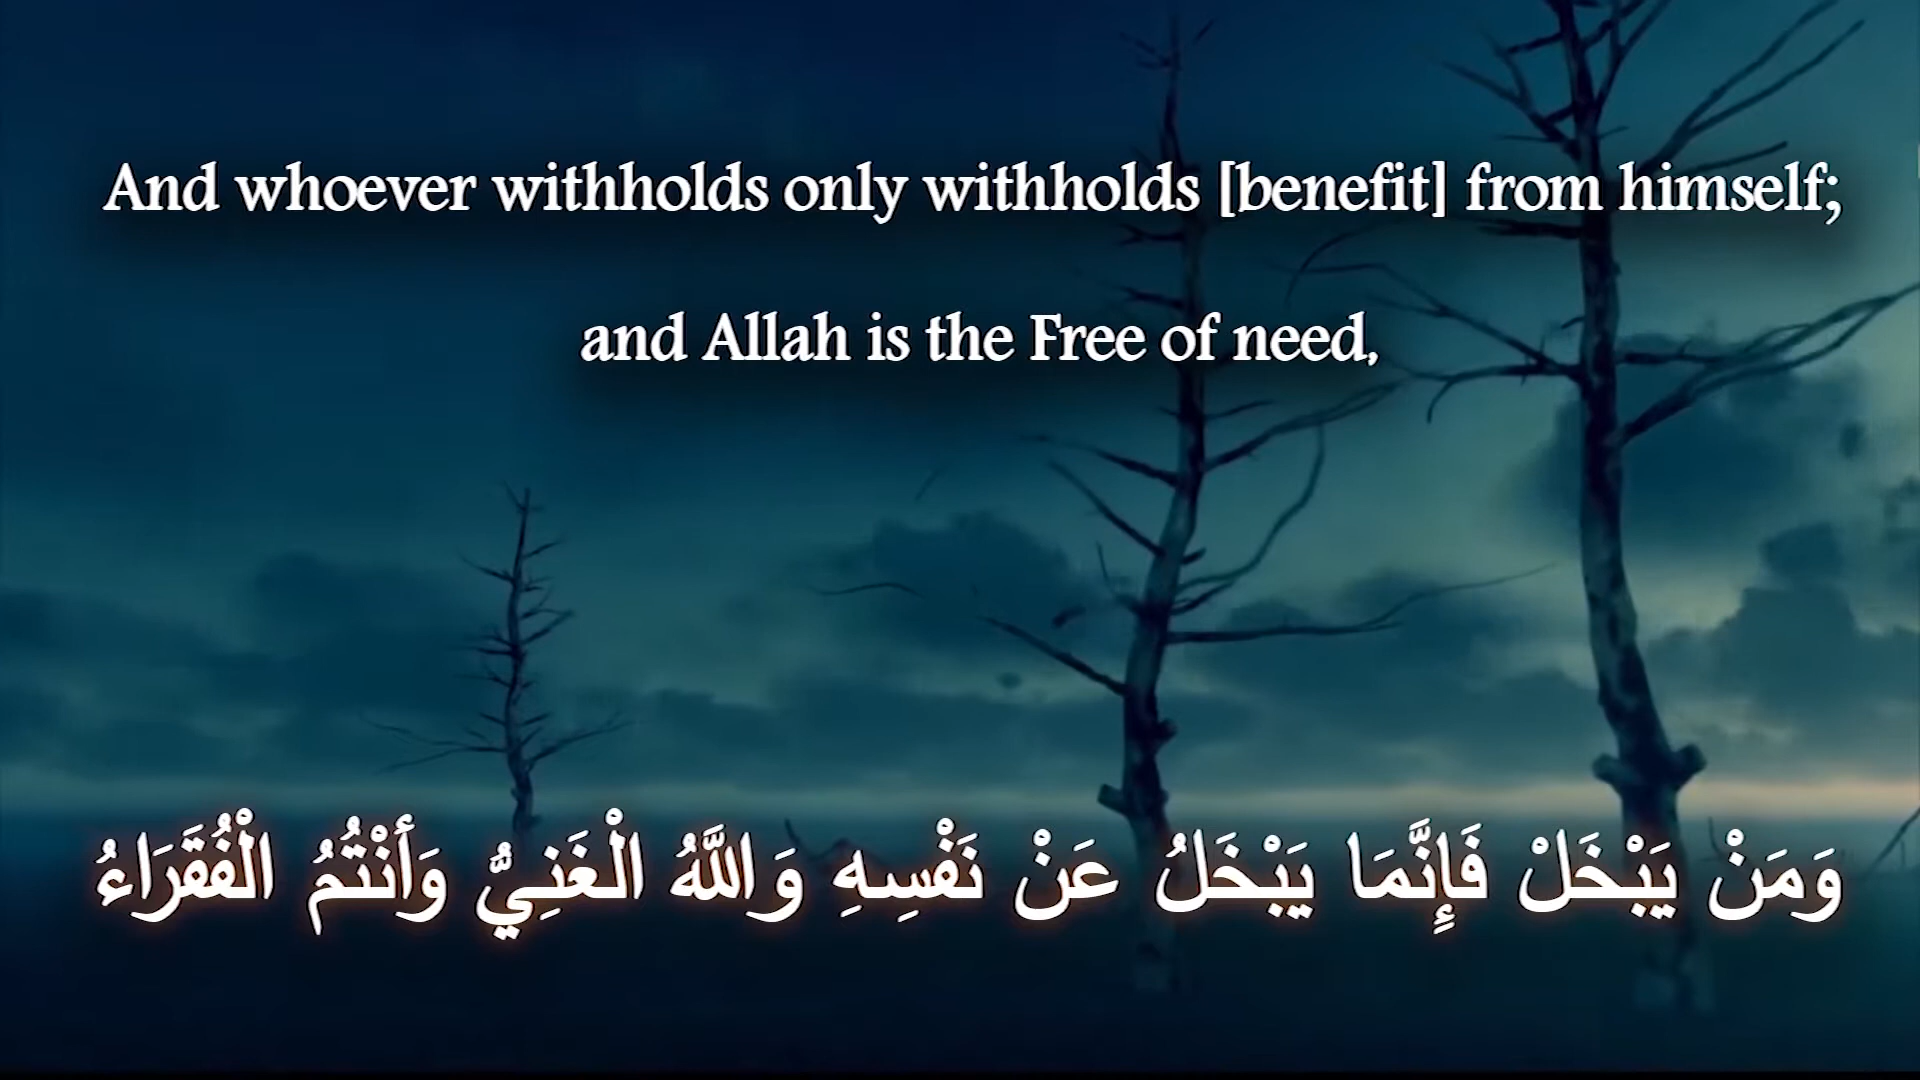 And whoever withholds only withholds [benefit] from himself;
and Allah is the Free of need,
وَمَنْ يَبْخَلْ فَإِنَّمَا يَبْخَلُ عَنْ نَفْسِهِ وَاللَّهُ الْغَنِيُّ وَأَنْتُمُ الْفُقَرَاءُ